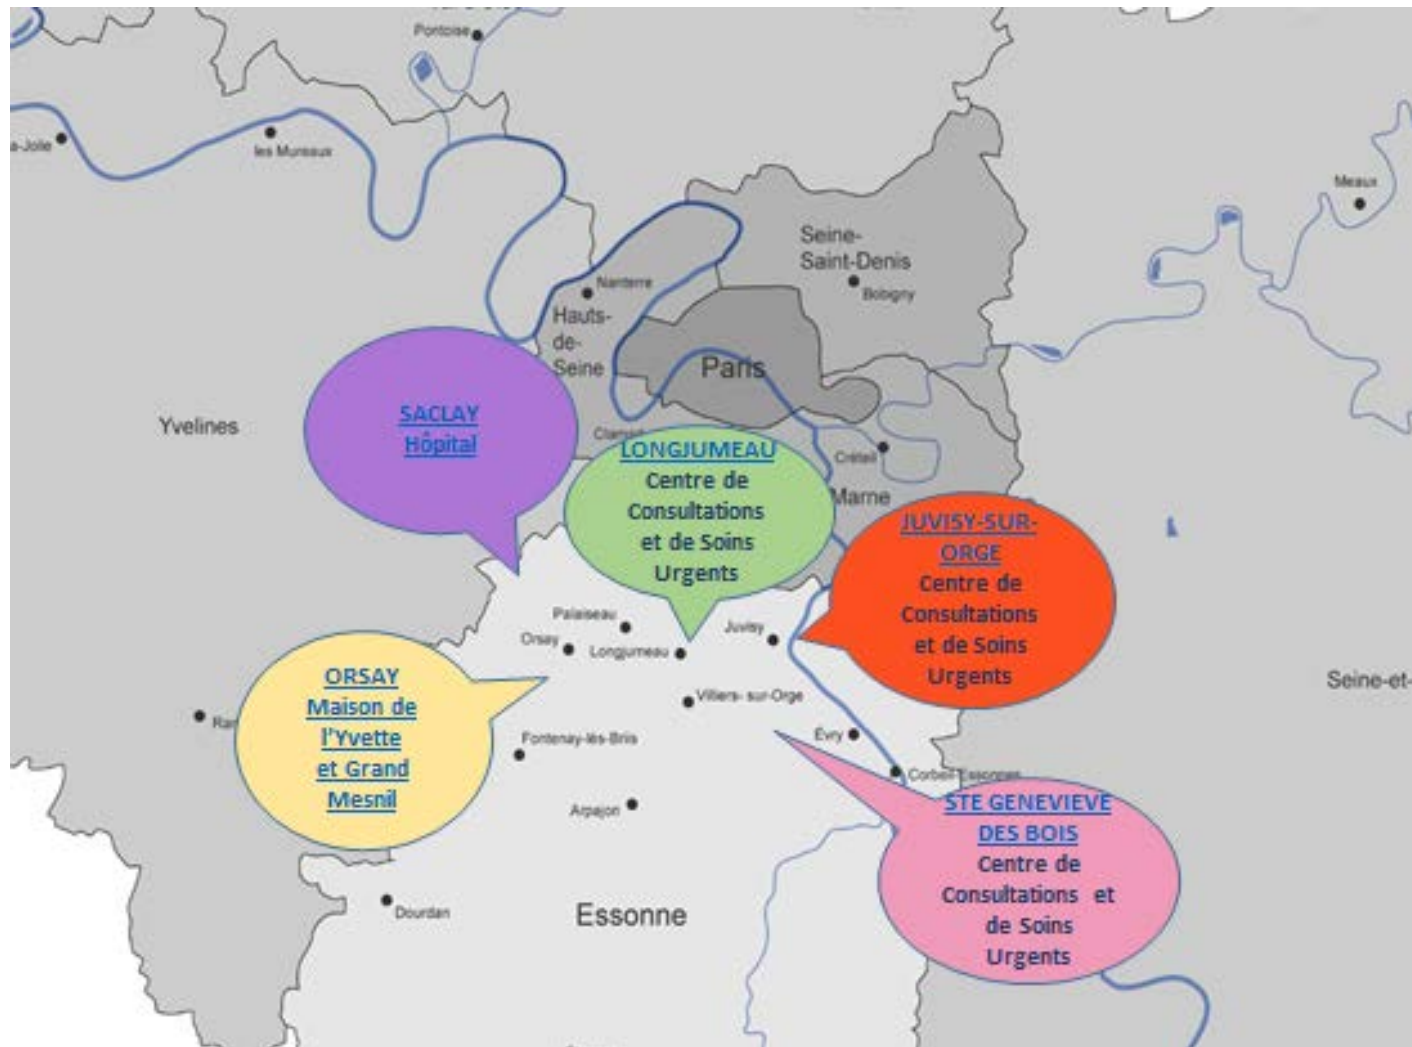 Pontoise
a-Jolie
les Mureaux
Meaux
Seine-
Saint-Denis
Bobigny
Nanterre
Hauts-
de-
Seine
Paris
Yvelines
SACLAY
Hôpital
LONGJUMEAU
Centre de
Consultations
et de Soins
Urgents
Créteil
Marne
JUVISY-SUR-
ORGE
Centre de
Consultations
et de Soins
Urgents
Palaiseau
Orsay
Longjumeau
Juvisy
ORSAY
Maison de
l'Yvette
et Grand
Mesnil
Villiers- sur-Orge
Seine-et-
Fontenay-lès-Briis
Évry
Corbeil-Essonnes
Arpajon
STE GENEVIEVE
DES BOIS
Centre de
Consultations et
de Soins
Urgents
Dourdan
Essonne